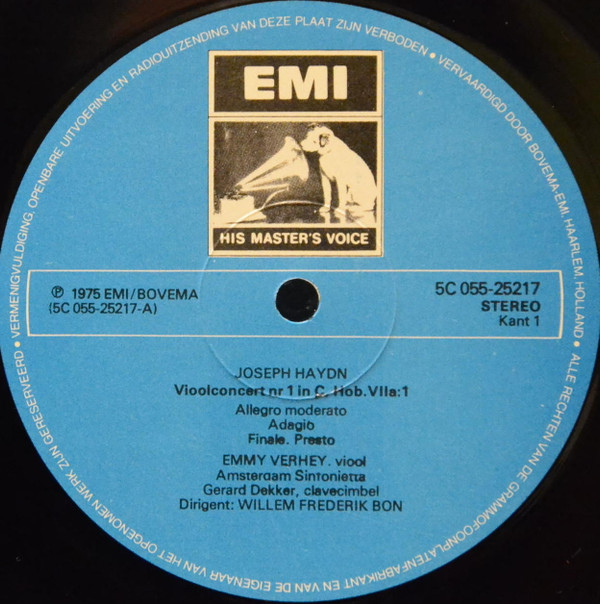 EMI
HIS MASTER'S VOICE
℗ 1975 EMI/BOVEMA
(5C 055-25217-A)
5C 055-25217
STEREO
Kant 1
JOSEPH HAYDN
Vioolconcert nr 1 in C. Hob.VIIa:1
Allegro moderato
Adagio
Finale. Presto
EMMY VERHEY. viool
Amsterdam Sinfonietta
Gerard Dekker, clavecimbel
Dirigent: WILLEM FREDERIK BON
• VERVAARDIGD DOOR BOVEMA-EMI, HAARLEM, HOLLAND • ALLE RECHTEN VAN DE GRAMMOFOONPLATENFABRIKANT EN VAN DE EIGENAAR VAN HET OPGENOMEN WERK ZIJN GERESERVEERD • VERMENIGVULDIGING, OPENBARE UITVOERING EN RADIOUITZENDING VAN DEZE PLAAT ZIJN VERBODEN